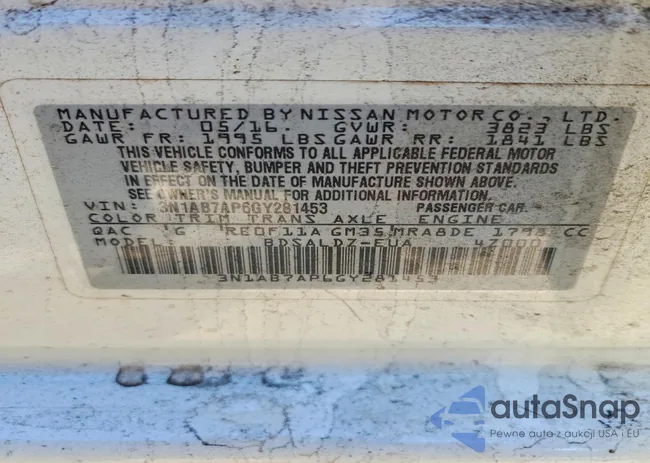 MANUFACTURED BY NISSAN MOTOR CO., LTD.
DATE: 05/16 GVWR: 3823 LBS
GAWR FR: 1995 LBS GAWR RR: 1841 LBS
THIS VEHICLE CONFORMS TO ALL APPLICABLE FEDERAL MOTOR
VEHICLE SAFETY, BUMPER AND THEFT PREVENTION STANDARDS
IN EFFECT ON THE DATE OF MANUFACTURE SHOWN ABOVE.
SEE OWNER'S MANUAL FOR ADDITIONAL INFORMATION.
VIN: 3N1AB7AP6GY281453 PASSENGER CAR
COLOR TRIM TRANS AXLE ENGINE
QAC G RE0F11A GM35 MRA8DE 1798 CC
MODEL: BDSALDZ-EUA 4Z000
3N1AB7AP6GY281453
autaSnap
Pewne auto z aukcji USA i EU